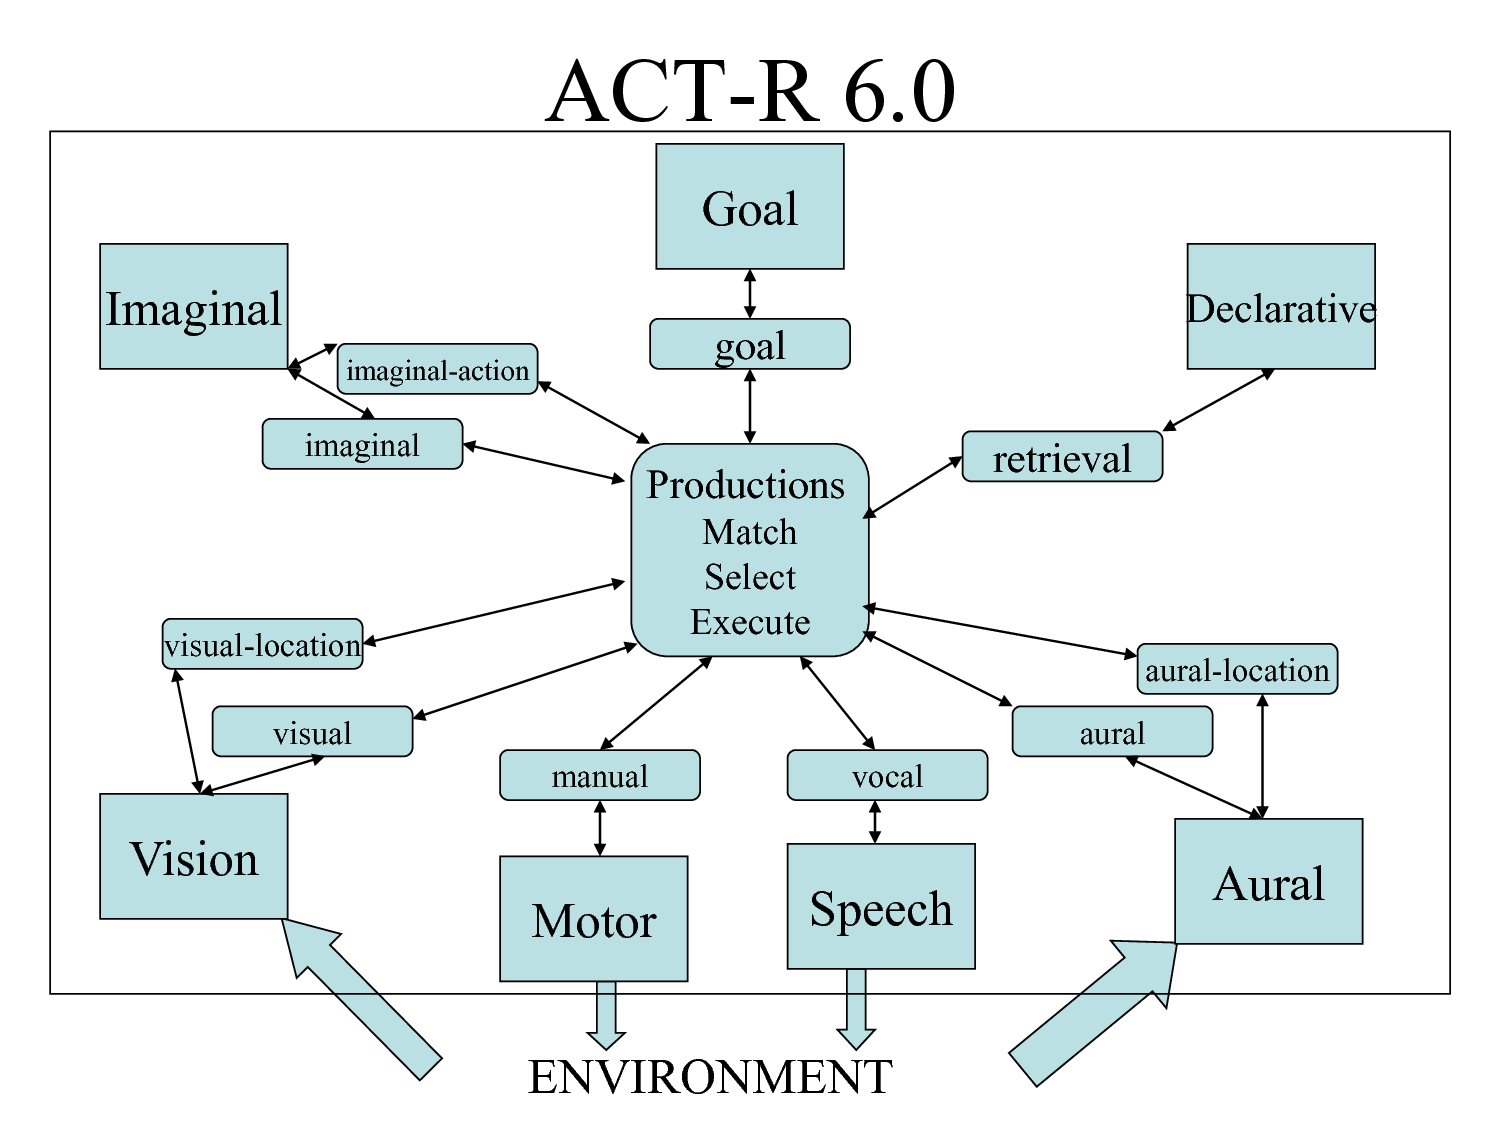 ACT-R 6.0
Goal
Imaginal
Declarative
goal
imaginal-action
imaginal
retrieval
Productions
Match
Select
Execute
visual-location
aural-location
visual
aural
manual
vocal
Vision
Motor
Speech
Aural
ENVIRONMENT